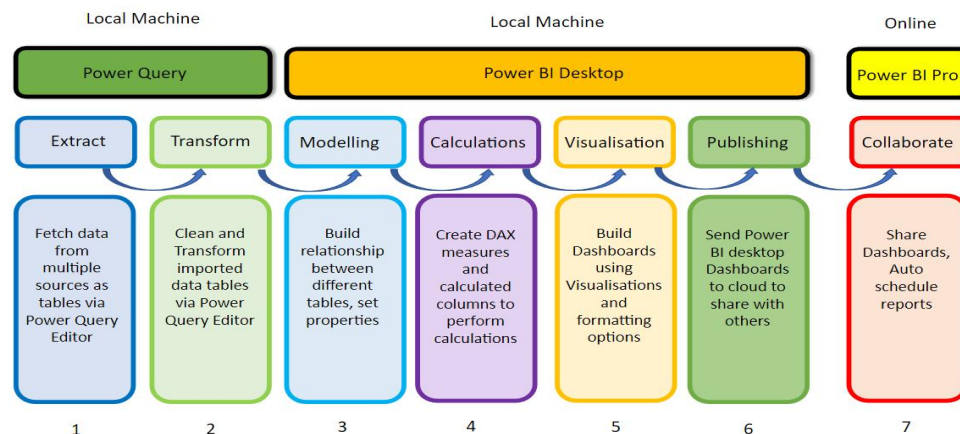 Local Machine
Local Machine
Online
Power Query
Power BI Desktop
Power BI Pro
Extract
Transform
Modelling
Calculations
Visualisation
Publishing
Collaborate
Fetch data
from
multiple
sources as
tables via
Power Query
Editor
Clean and
Transform
imported
data tables
via Power
Query Editor
Build
relationship
between
different
tables, set
properties
Create DAX
measures
and
calculated
columns to
perform
calculations
Build
Dashboards
using
Visualisations
and
formatting
options
Send Power
BI desktop
Dashboards
to cloud to
share with
others
Share
Dashboards,
Auto
schedule
reports
1
2
3
4
5
6
7